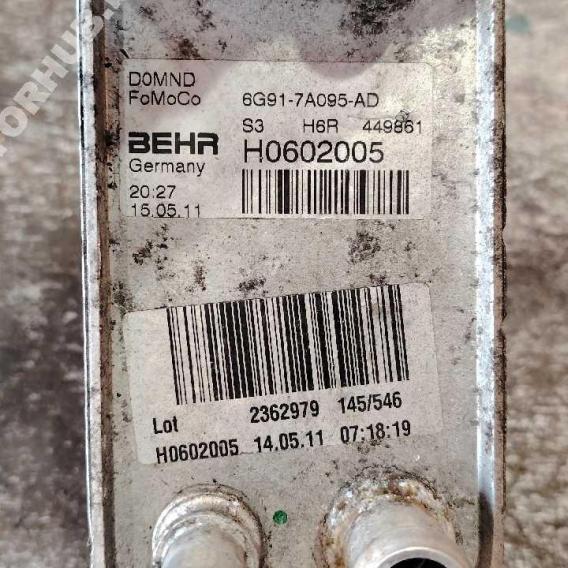 D0MND
FoMoCo 6G91-7A095-AD
S3 H6R 449861
BEHR H0602005
Germany
20:27
15.05.11
Lot 2362979 145/546
H0602005 14.05.11 07:18:19